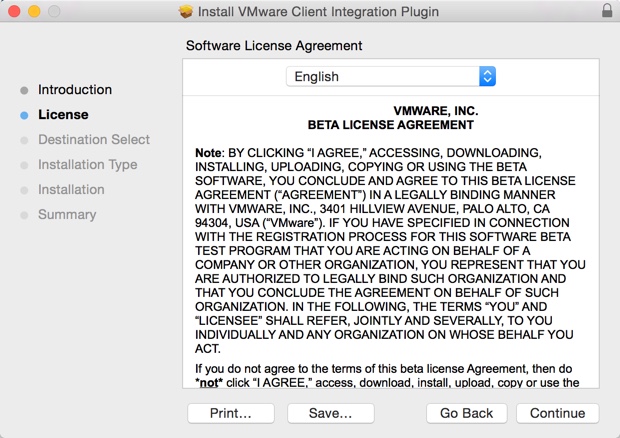 Install VMware Client Integration Plugin
Software License Agreement
Introduction
License
Destination Select
Installation Type
Installation
Summary
English
VMWARE, INC.
BETA LICENSE AGREEMENT
Note: BY CLICKING “I AGREE,” ACCESSING, DOWNLOADING,
INSTALLING, UPLOADING, COPYING OR USING THE BETA
SOFTWARE, YOU CONCLUDE AND AGREE TO THIS BETA LICENSE
AGREEMENT (“AGREEMENT”) IN A LEGALLY BINDING MANNER
WITH VMWARE, INC., 3401 HILLVIEW AVENUE, PALO ALTO, CA
94304, USA (“VMware”). IF YOU HAVE SPECIFIED IN CONNECTION
WITH THE REGISTRATION PROCESS FOR THIS SOFTWARE BETA
TEST PROGRAM THAT YOU ARE ACTING ON BEHALF OF A
COMPANY OR OTHER ORGANIZATION, YOU REPRESENT THAT YOU
ARE AUTHORIZED TO LEGALLY BIND SUCH ORGANIZATION AND
THAT YOU CONCLUDE THE AGREEMENT ON BEHALF OF SUCH
ORGANIZATION. IN THE FOLLOWING, THE TERMS “YOU” AND
“LICENSEE” SHALL REFER, JOINTLY AND SEVERALLY, TO YOU
INDIVIDUALLY AND ANY ORGANIZATION ON WHOSE BEHALF YOU
ACT.
If you do not agree to the terms of this beta license Agreement, then do
*not* click “I AGREE,” access, download, install, upload, copy or use the
Print…
Save…
Go Back
Continue